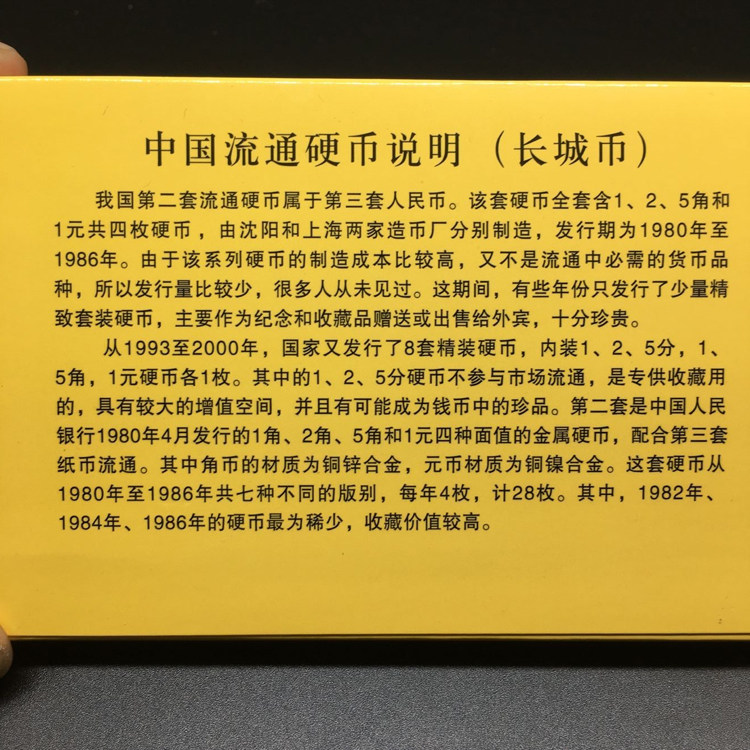 中国流通硬币说明（长城币）
我国第二套流通硬币属于第三套人民币。该套硬币全套含1、2、5角和
1元共四枚硬币，由沈阳和上海两家造币厂分别制造，发行期为1980年至
1986年。由于该系列硬币的制造成本比较高，又不是流通中必需的货币品
种，所以发行量比较少，很多人从未见过。这期间，有些年份只发行了少量精
致套装硬币，主要作为纪念和收藏品赠送或出售给外宾，十分珍贵。
从1993至2000年，国家又发行了8套精装硬币，内装1、2、5分，1、
5角，1元硬币各1枚。其中的1、2、5分硬币不参与市场流通，是专供收藏用
的，具有较大的增值空间，并且有可能成为钱币中的珍品。第二套是中国人民
银行1980年4月发行的1角、2角、5角和1元四种面值的金属硬币，配合第三套
纸币流通。其中角币的材质为铜锌合金，元币材质为铜镍合金。这套硬币从
1980年至1986年共七种不同的版别，每年4枚，计28枚。其中，1982年、
1984年、1986年的硬币最为稀少，收藏价值较高。